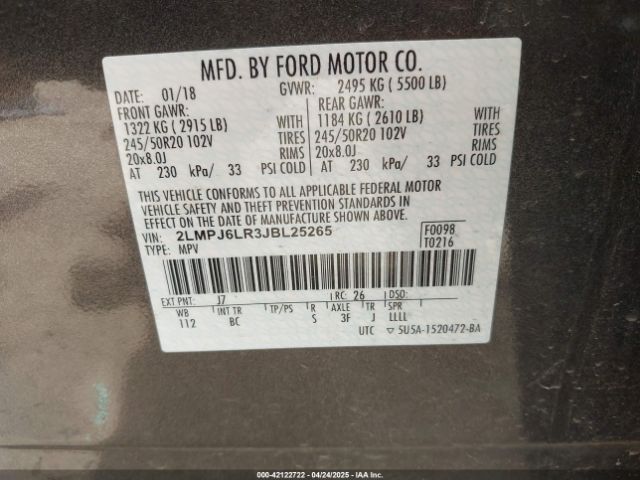 MFD. BY FORD MOTOR CO.
DATE: 01/18 GVWR: 2495 KG ( 5500 LB)
FRONT GAWR: REAR GAWR:
1322 KG ( 2915 LB) WITH 1184 KG ( 2610 LB) WITH
245/50R20 102V TIRES 245/50R20 102V TIRES
20x8.0J RIMS 20x8.0J RIMS
AT 230 kPa/ 33 PSI COLD AT 230 kPa/ 33 PSI COLD
THIS VEHICLE CONFORMS TO ALL APPLICABLE FEDERAL MOTOR
VEHICLE SAFETY AND THEFT PREVENTION STANDARDS IN
EFFECT ON THE DATE OF MANUFACTURE SHOWN ABOVE.
VIN: 2LMPJ6LR3JBL25265 F0098
TYPE: MPV T0216
EXT PNT: J7 RC: 26 DSO:
WB INT TR TP/PS R AXLE TR SPR
112 BC S 3F J LLLL
UTC ▽ 5U5A-1520472-BA
000-42122722 - 04/24/2025 - IAA Inc.